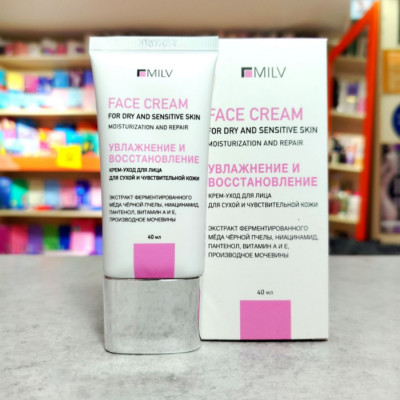 MILV
FACE CREAM
FOR DRY AND SENSITIVE SKIN
MOISTURIZATION AND REPAIR
УВЛАЖНЕНИЕ И
ВОССТАНОВЛЕНИЕ
КРЕМ-УХОД ДЛЯ ЛИЦА
ДЛЯ СУХОЙ И ЧУВСТВИТЕЛЬНОЙ КОЖИ
ЭКСТРАКТ ФЕРМЕНТИРОВАННОГО
МЁДА ЧЁРНОЙ ПЧЕЛЫ, НИАЦИНАМИД,
ПАНТЕНОЛ, ВИТАМИН А И Е,
ПРОИЗВОДНОЕ МОЧЕВИНЫ
40 мл
MILV
FACE CREAM
FOR DRY AND SENSITIVE SKIN
MOISTURIZATION AND REPAIR
УВЛАЖНЕНИЕ И
ВОССТАНОВЛЕНИЕ
КРЕМ-УХОД ДЛЯ ЛИЦА
ДЛЯ СУХОЙ И ЧУВСТВИТЕЛЬНОЙ КОЖИ
ЭКСТРАКТ ФЕРМЕНТИРОВАННОГО
МЁДА ЧЁРНОЙ ПЧЕЛЫ, НИАЦИНАМИД,
ПАНТЕНОЛ, ВИТАМИН А И Е,
ПРОИЗВОДНОЕ МОЧЕВИНЫ
40 мл